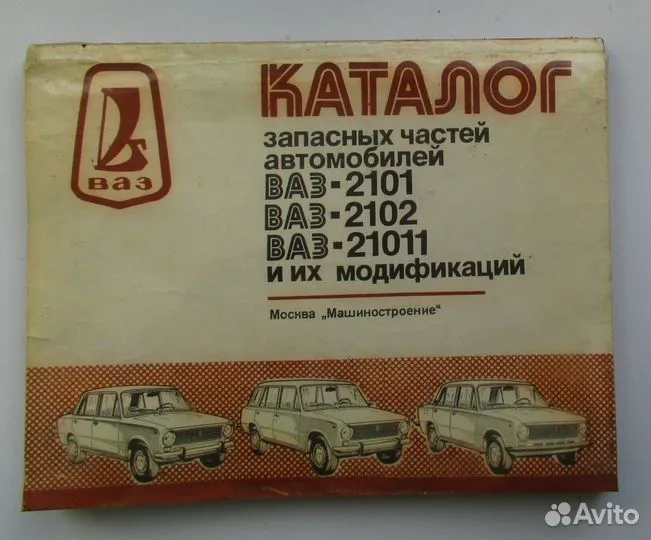 КАТАЛОГ
запасных частей
автомобилей
ВАЗ-2101
ВАЗ-2102
ВАЗ-21011
и их модификаций
Москва „Машиностроение“
ваз
Avito